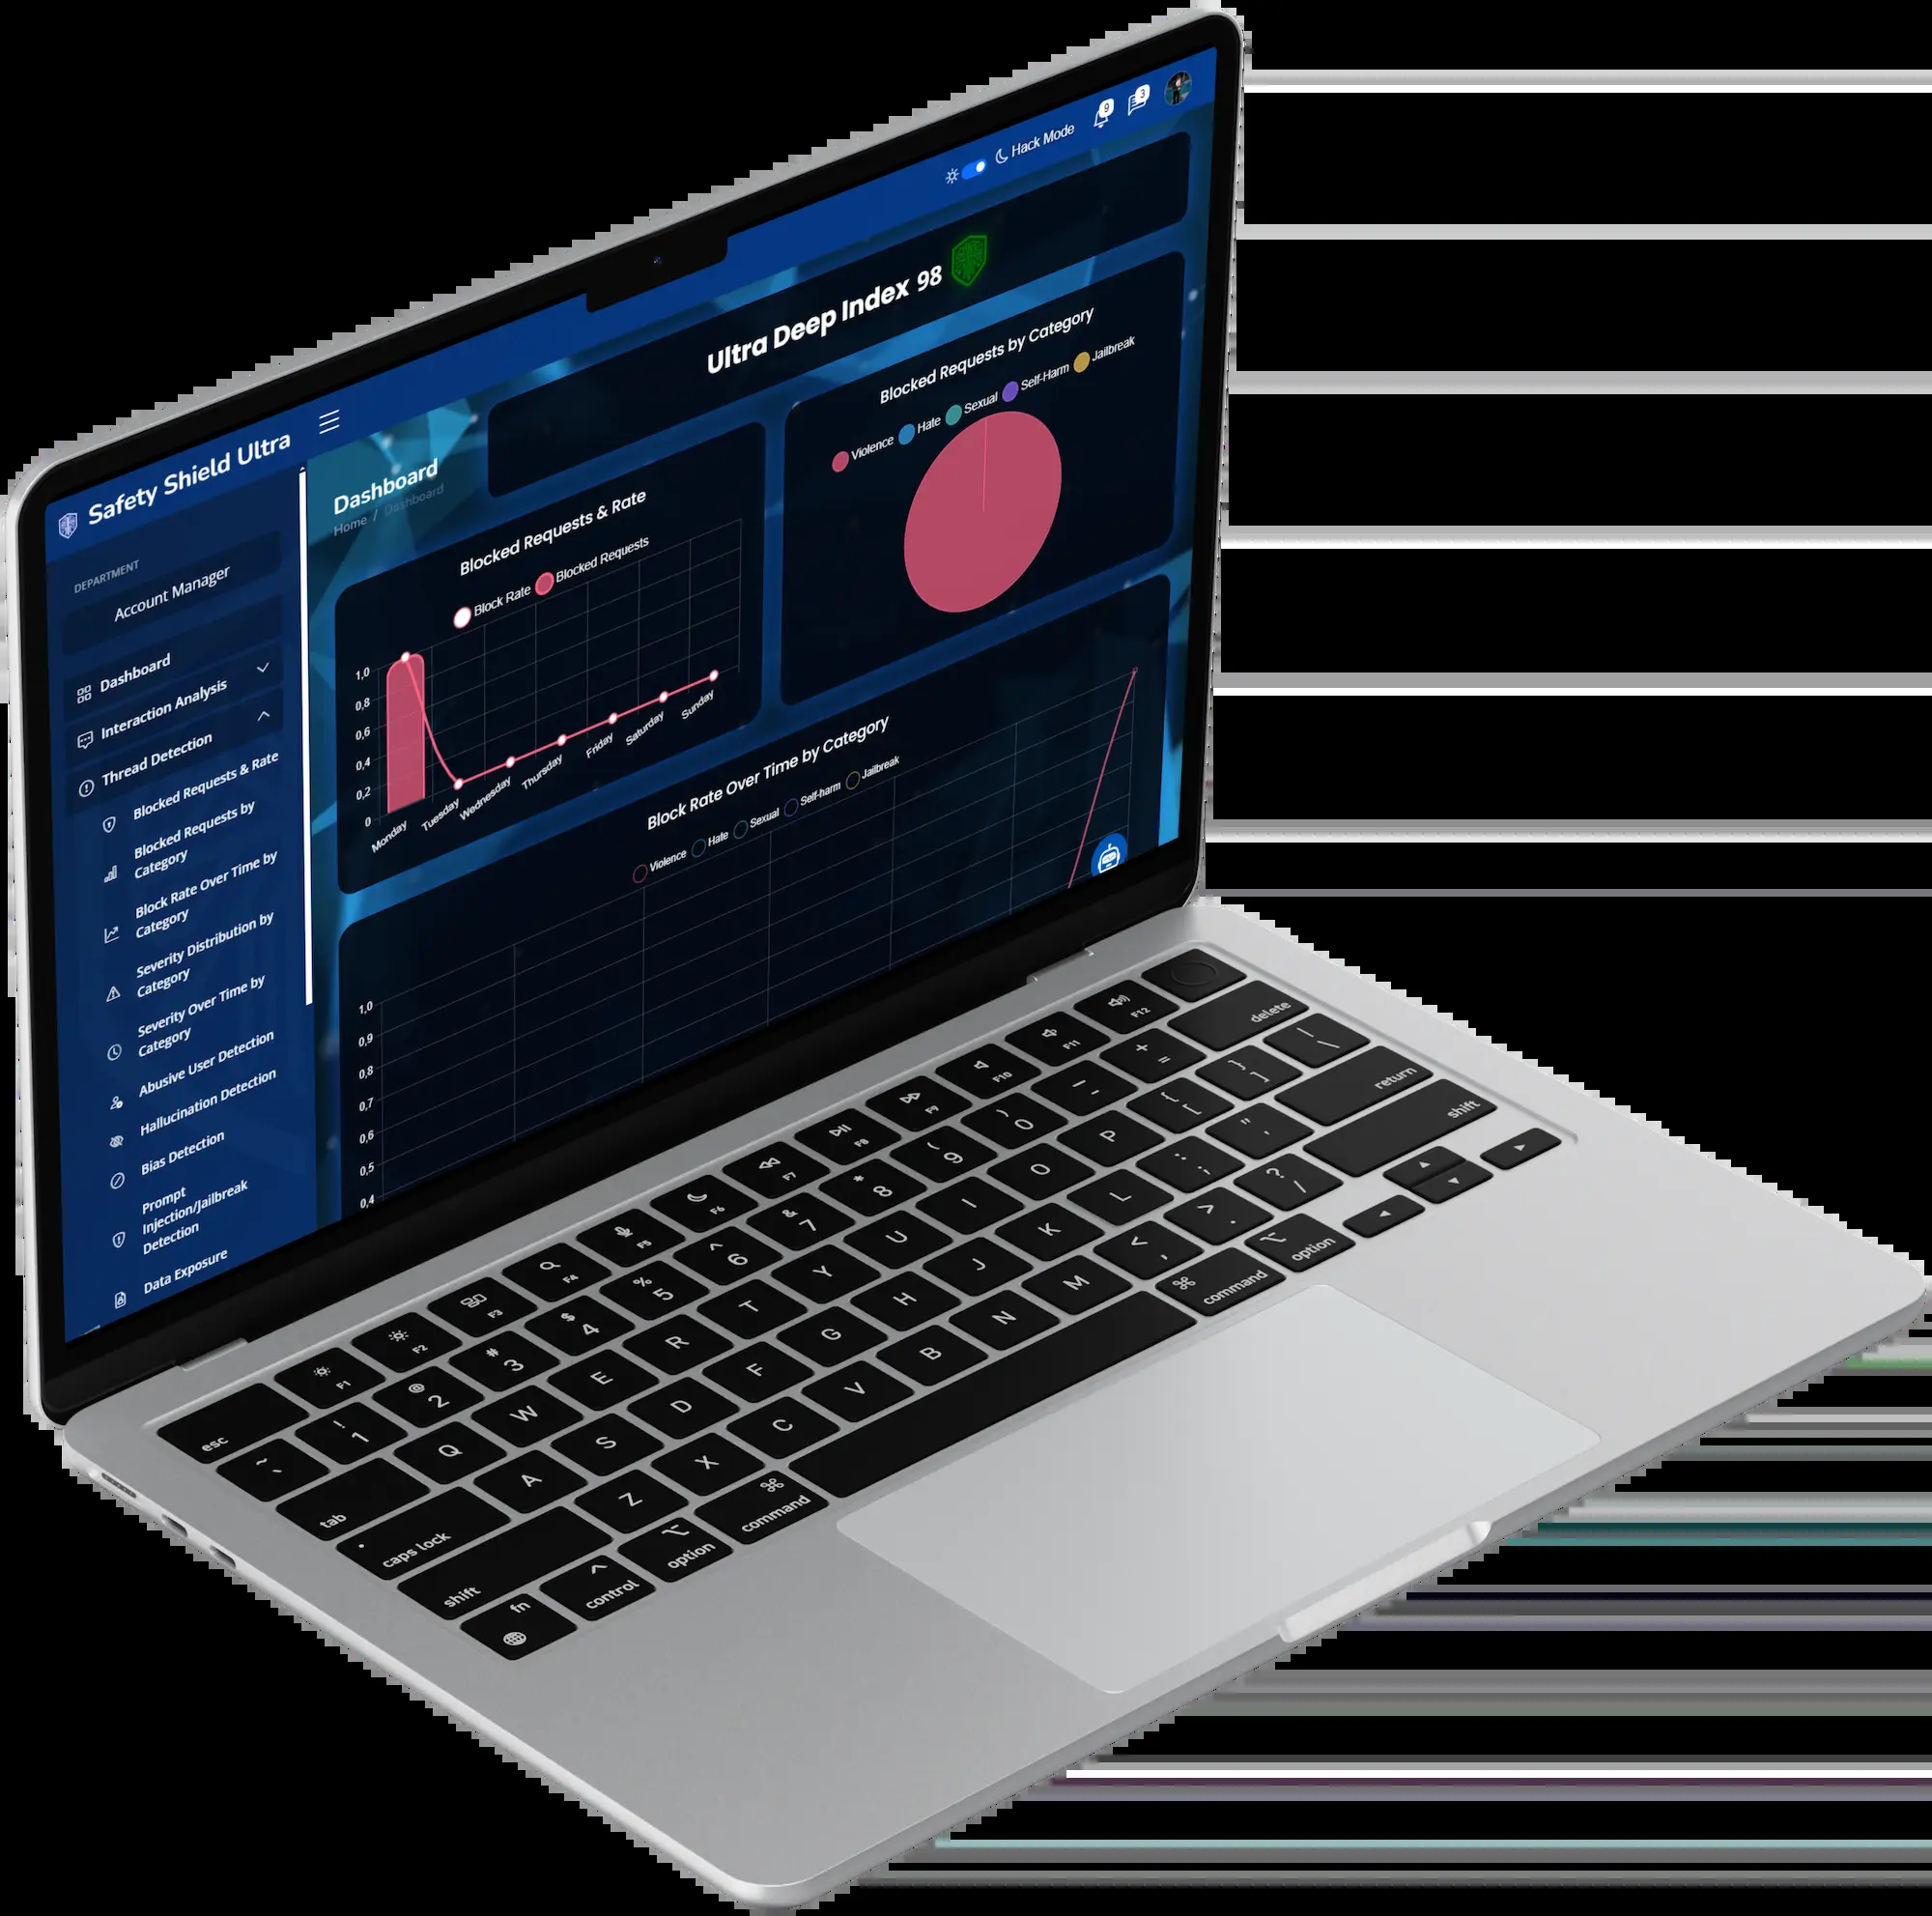 Hack Mode
9
3
Safety Shield Ultra
DEPARTMENT
Account Manager
Dashboard
Interaction Analysis
Thread Detection
Blocked Requests & Rate
Blocked Requests by
Category
Block Rate Over Time by
Category
Severity Distribution by
Category
Severity Over Time by
Category
Abusive User Detection
Hallucination Detection
Bias Detection
Prompt
Injection/Jailbreak
Detection
Data Exposure
Dashboard
Home / Dashboard
Ultra Deep Index 98
Blocked Requests & Rate
Block Rate Blocked Requests
1,0
0,8
0,6
0,4
0,2
0
Monday Tuesday Wednesday Thursday Friday Saturday Sunday
Blocked Requests by Category
Violence Hate Sexual Self-Harm Jailbreak
Block Rate Over Time by Category
Violence Hate Sexual Self-harm Jailbreak
1,0
0,9
0,8
0,7
0,6
0,5
0,4
esc F1 F2 F3 F4 F5 F6 F7 F8 F9 F10 F11 F12
~ ` ! 1 @ 2 # 3 $ 4 % 5 ^ 6 & 7 * 8 ( 9 ) 0 _ - + = delete
tab Q W E R T Y U I O P { [ } ] | \
caps lock A S D F G H J K L : ; " ' return
shift Z X C V B N M < , > . ? / shift
fn control option command command option